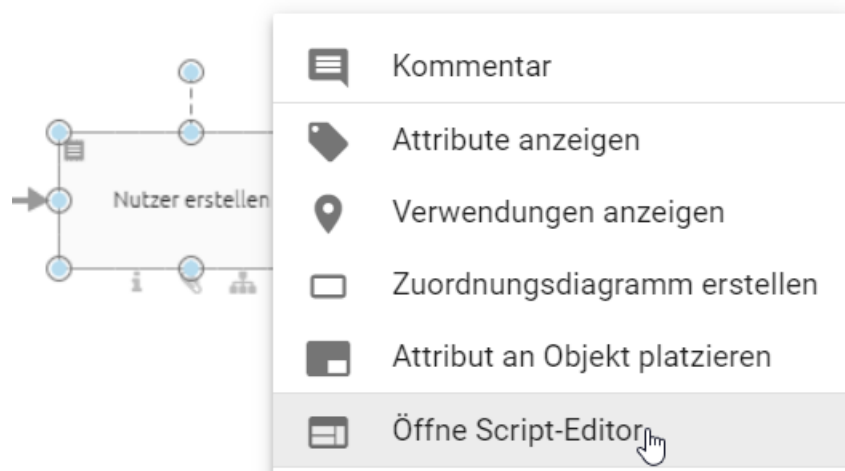 Kommentar
Attribute anzeigen
Nutzer erstellen
Verwendungen anzeigen
Zuordnungsdiagramm erstellen
Attribut an Objekt platzieren
Öffne Script-Editor